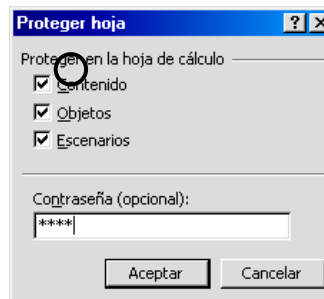 Proteger hoja
Proteger en la hoja de cálculo
Contenido
Objetos
Escenarios
Contraseña (opcional):
****
Aceptar
Cancelar